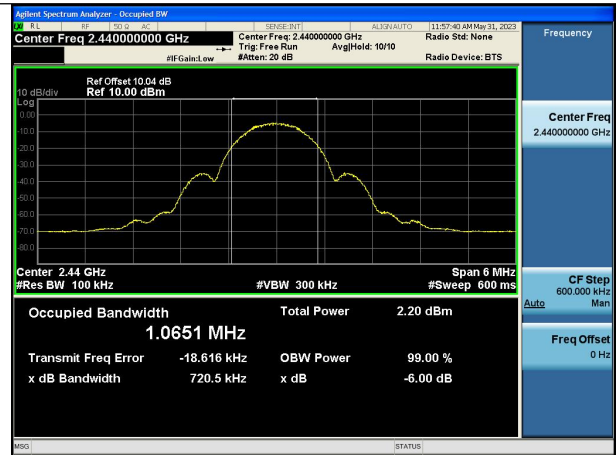 Agilent Spectrum Analyzer - Occupied BW
RL RF 50 Ω AC SENSE:INT ALIGNAUTO 11:57:40 AM May 31, 2023
Center Freq 2.440000000 GHz Center Freq: 2.440000000 GHz Radio Std: None Frequency
Trig: Free Run Avg|Hold: 10/10
#IFGain:Low #Atten: 20 dB Radio Device: BTS
Ref Offset 10.04 dB
10 dB/div Ref 10.00 dBm
Log
0.00
-10.0
-20.0
-30.0
-40.0
-50.0
-60.0
-70.0
-80.0
Center Freq
2.440000000 GHz
Center 2.44 GHz Span 6 MHz
#Res BW 100 kHz #VBW 300 kHz #Sweep 600 ms
CF Step
600.000 kHz
Auto Man
Occupied Bandwidth Total Power 2.20 dBm
1.0651 MHz
Transmit Freq Error -18.616 kHz OBW Power 99.00 %
x dB Bandwidth 720.5 kHz x dB -6.00 dB
Freq Offset
0 Hz
MSG STATUS